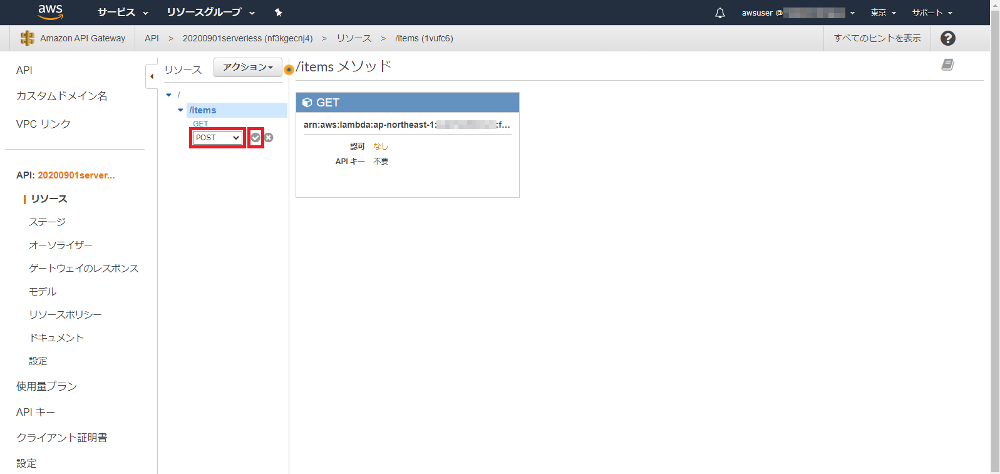 aws サービス リソースグループ awsuser @ 東京 サポート
Amazon API Gateway API > 20200901serverless (nf3kgecnj4) > リソース > /items (1vufc6) すべてのヒントを表示 ?
API
カスタムドメイン名
VPC リンク
API: 20200901server...
リソース
ステージ
オーソライザー
ゲートウェイのレスポンス
モデル
リソースポリシー
ドキュメント
設定
使用量プラン
API キー
クライアント証明書
設定
リソース アクション
/
/items
GET
POST
/items メソッド
GET
arn:aws:lambda:ap-northeast-1: :f...
認可 なし
API キー 不要